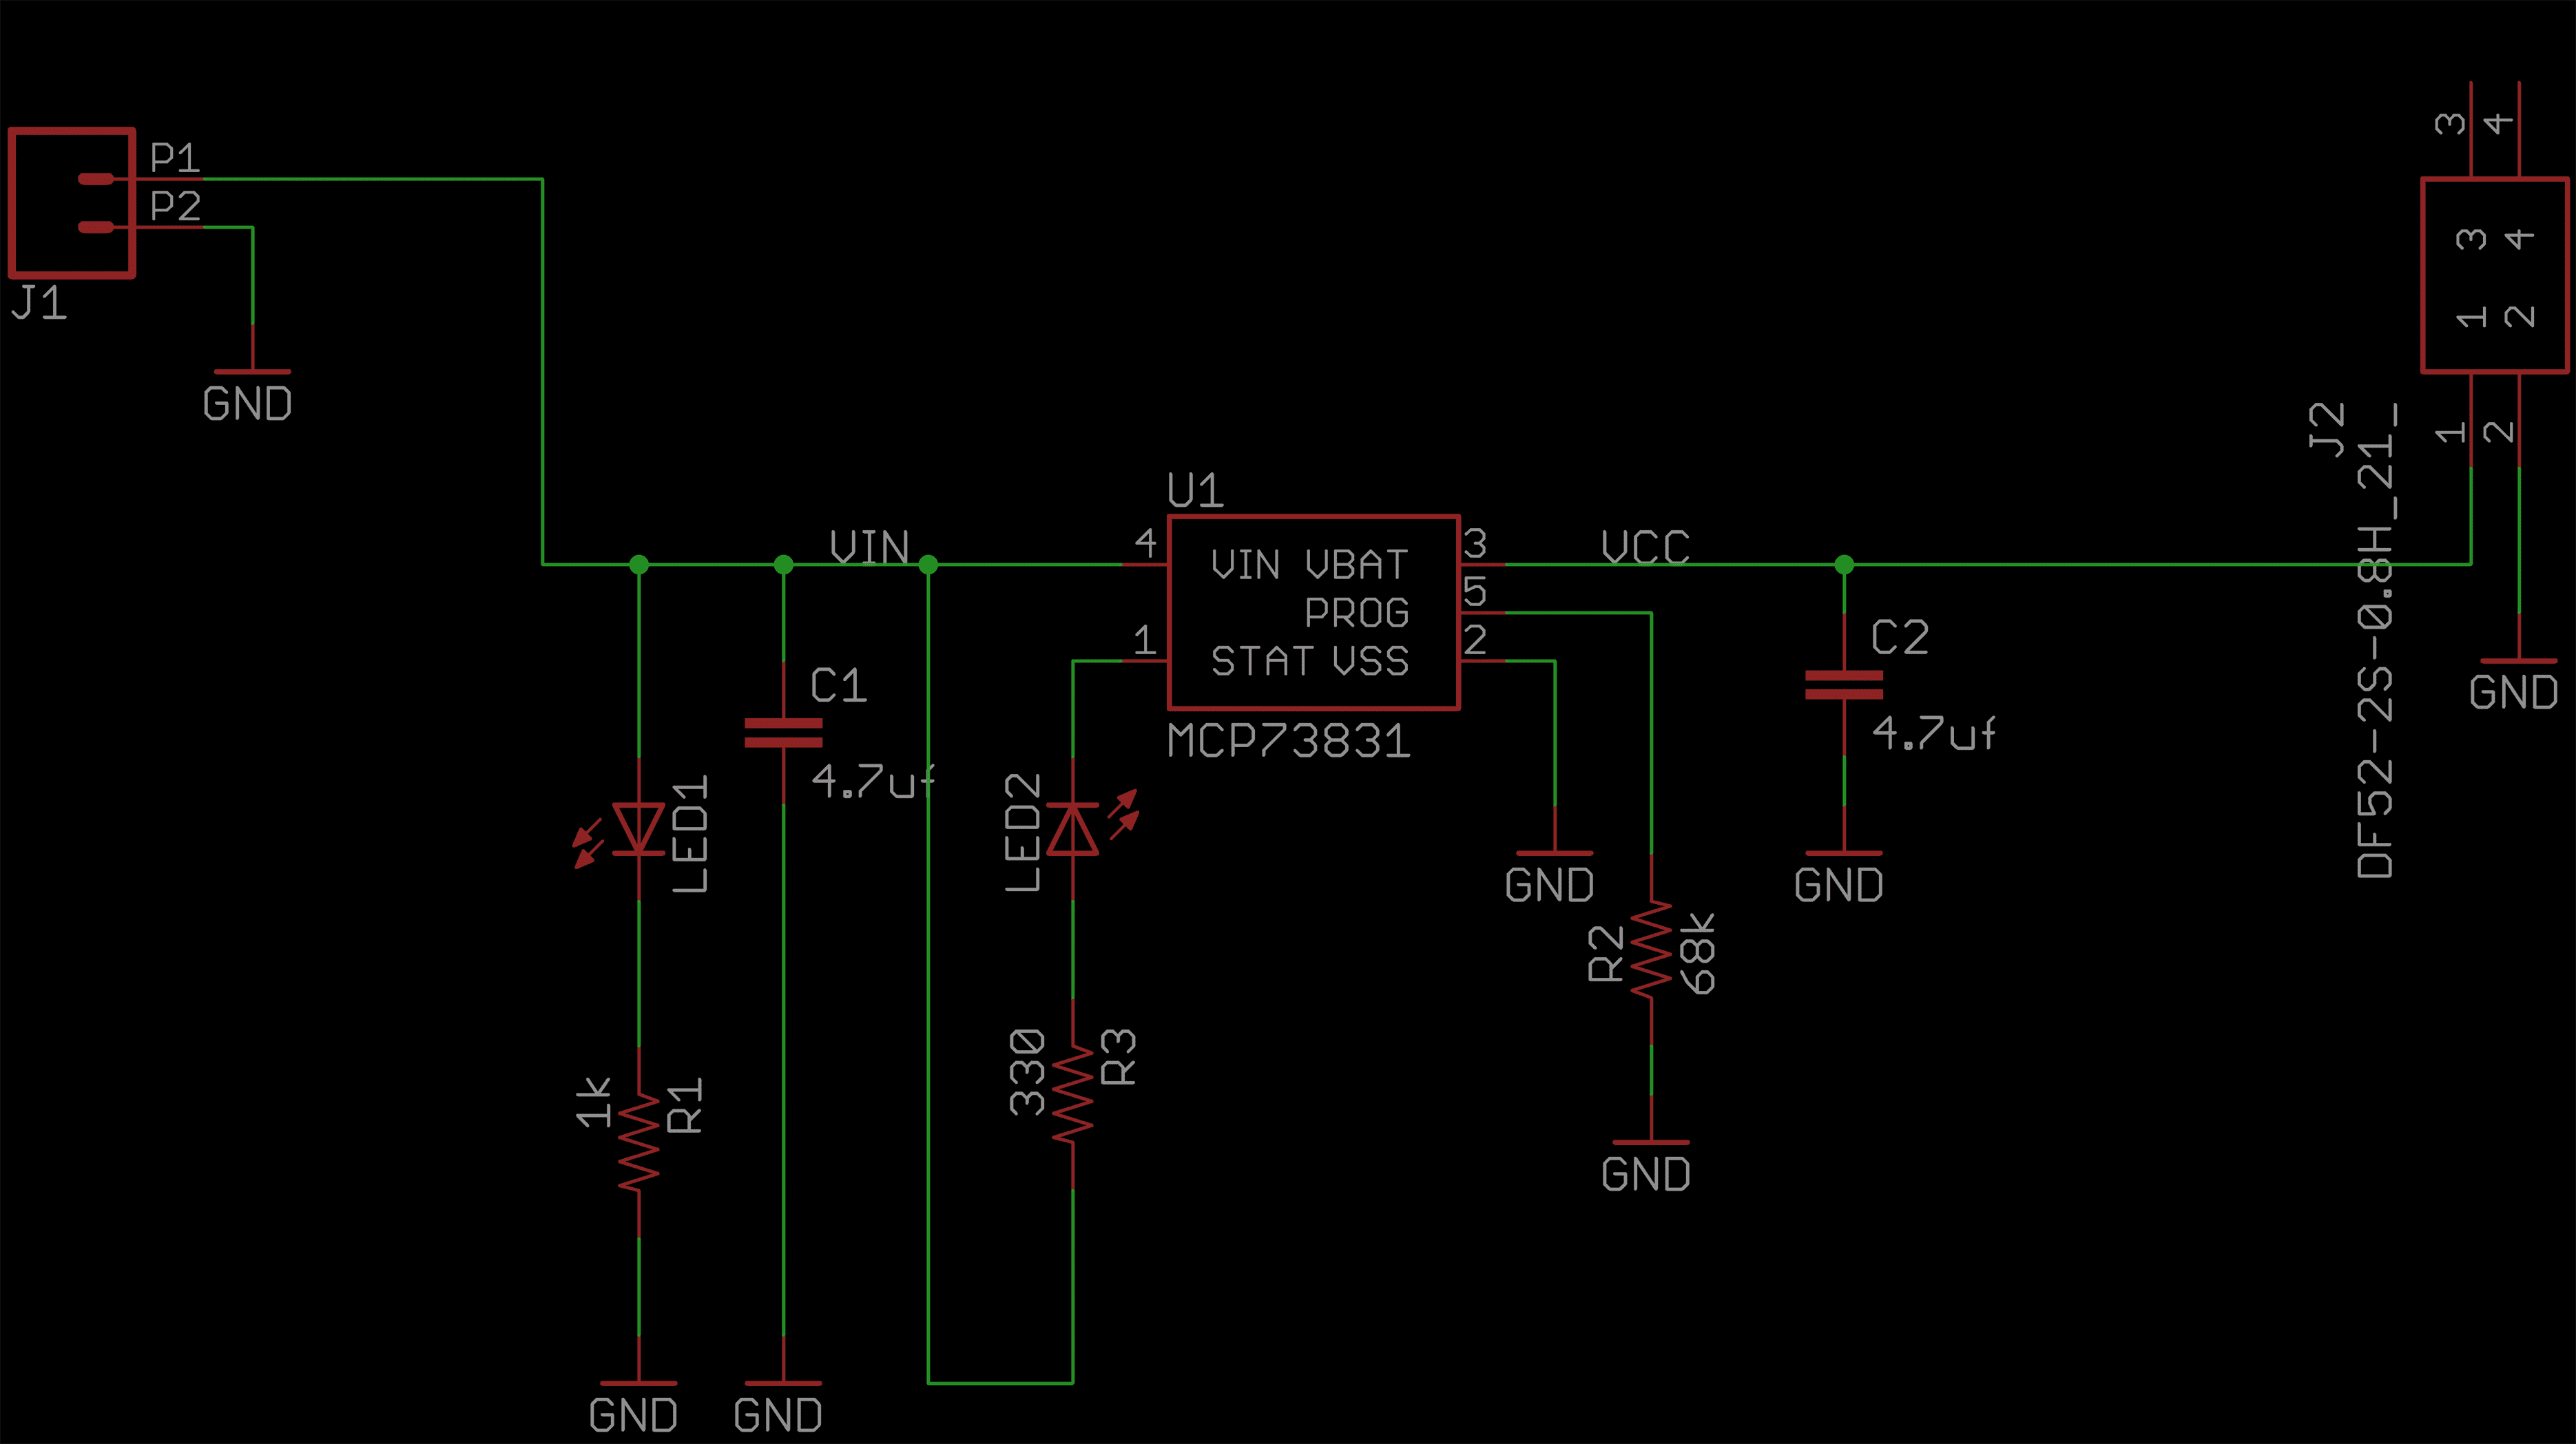 3 4
P1
P2
3 4
J1
1 2
GND
J2
1 2
DF52-2S-0.8H_21_
U1
VIN
4
3
VCC
VIN VBAT
5
PROG
1
2
STAT VSS
C2
GND
C1
MCP73831
4.7uf
4.7uf
LED1
LED2
GND
GND
R2
68k
330
R3
1k
R1
GND
GND
GND